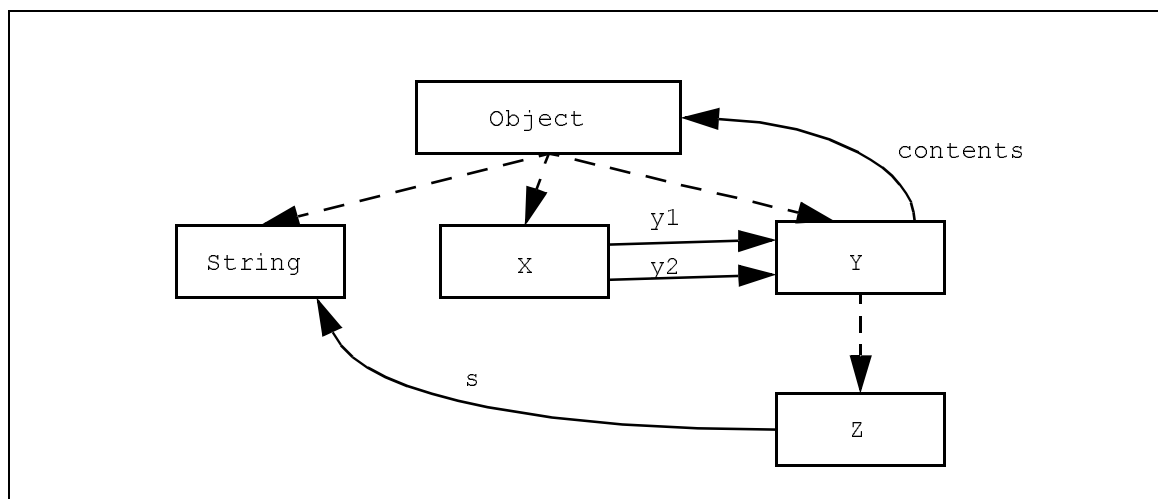 Object
contents
y1
String
X
y2
Y
s
Z